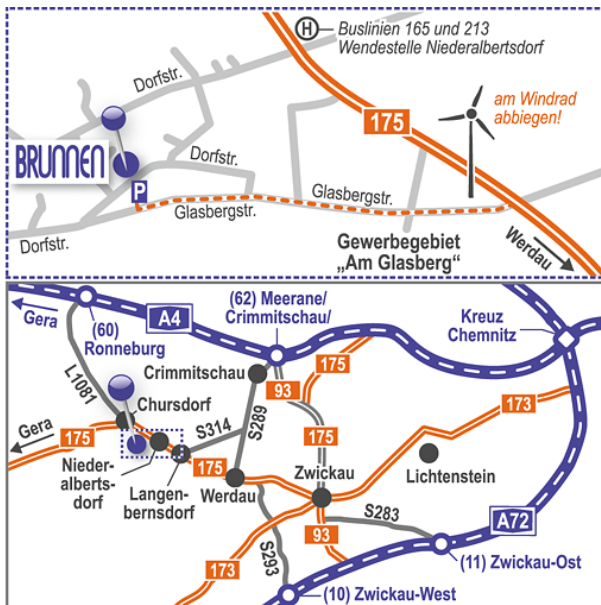 H
Buslinien 165 und 213
Wendestelle Niederalbertsdorf
Dorfstr.
am Windrad
abbiegen!
175
BRUNNEN
Dorfstr.
P
Glasbergstr.
Glasbergstr.
Dorfstr.
Gewerbegebiet
„Am Glasberg“
Werdau
Gera
A4
(62) Meerane/
Crimmitschau/
Kreuz
Chemnitz
(60)
Ronneburg
Crimmitschau
175
93
L1081
173
Chursdorf
S314
S289
Gera
175
175
Nieder-
alberts-
dorf
175
Zwickau
Lichtenstein
Langen-
bernsdorf
Werdau
S283
A72
93
S293
173
(11) Zwickau-Ost
(10) Zwickau-West